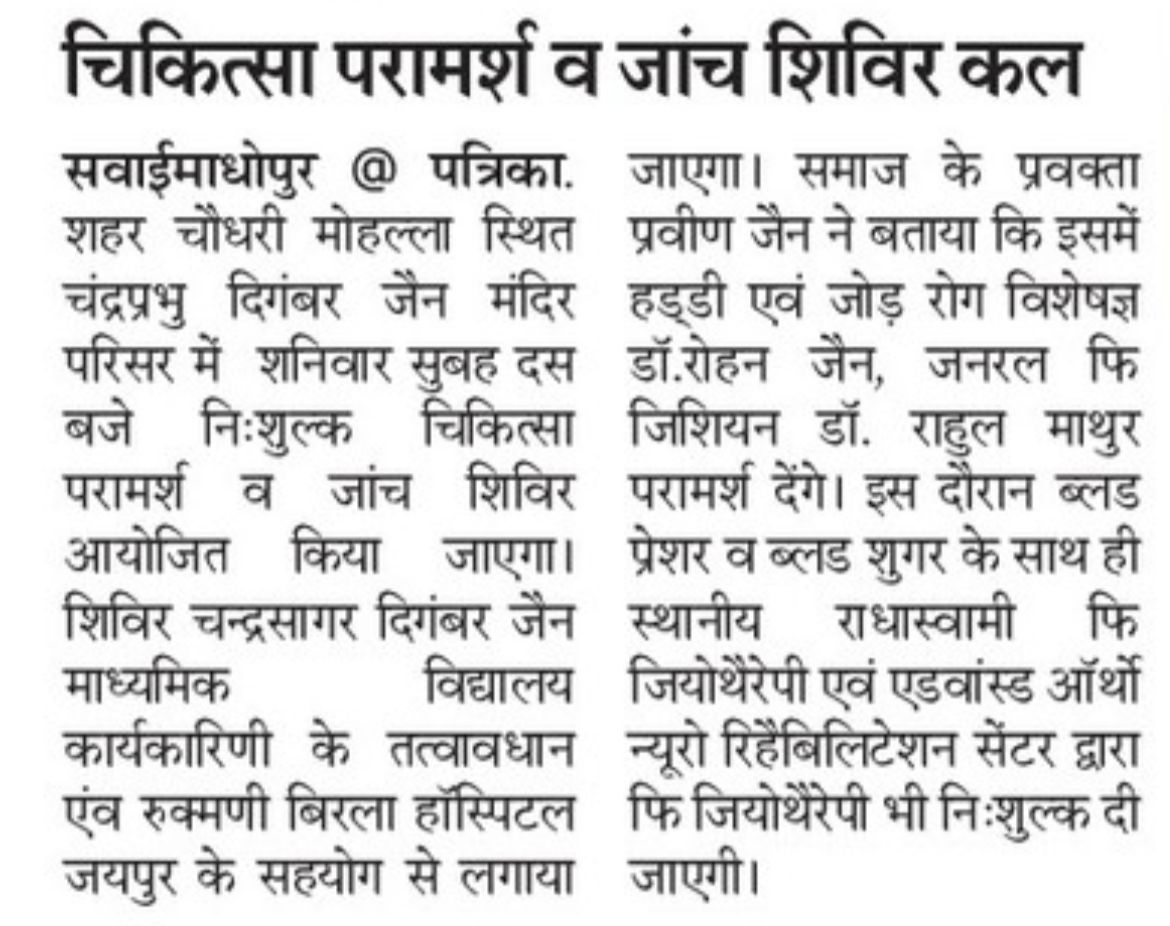 चिकित्सा परामर्श व जांच शिविर कल
सवाईमाधोपुर @ पत्रिका.
शहर चौधरी मोहल्ला स्थित
चंद्रप्रभु दिगंबर जैन मंदिर
परिसर में शनिवार सुबह दस
बजे निःशुल्क चिकित्सा
परामर्श व जांच शिविर
आयोजित किया जाएगा।
शिविर चन्द्रसागर दिगंबर जैन
माध्यमिक विद्यालय
कार्यकारिणी के तत्वावधान
एंव रुक्मणी बिरला हॉस्पिटल
जयपुर के सहयोग से लगाया
जाएगा। समाज के प्रवक्ता
प्रवीण जैन ने बताया कि इसमें
हड्डी एवं जोड़ रोग विशेषज्ञ
डॉ.रोहन जैन, जनरल फि
जिशियन डॉ. राहुल माथुर
परामर्श देंगे। इस दौरान ब्लड
प्रेशर व ब्लड शुगर के साथ ही
स्थानीय राधास्वामी फि
जियोथैरेपी एवं एडवांस्ड ऑर्थो
न्यूरो रिहैबिलिटेशन सेंटर द्वारा
फि जियोथैरेपी भी निःशुल्क दी
जाएगी।